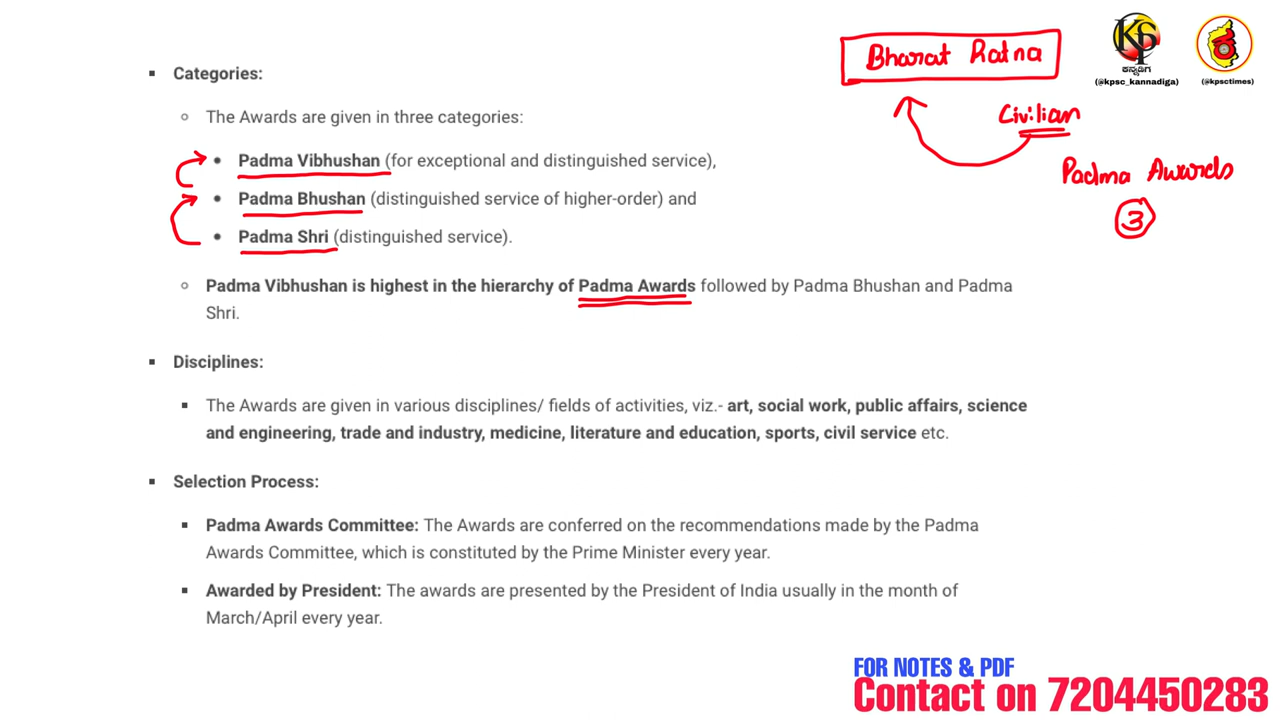 Bharat Ratna
KP
ಕನ್ನಡಿಗ
(@kpsc_kannadiga)
(@kpsctimes)
Civilian
Padma Awards
3
▪ Categories:
○ The Awards are given in three categories:
• Padma Vibhushan (for exceptional and distinguished service),
• Padma Bhushan (distinguished service of higher-order) and
• Padma Shri (distinguished service).
○ Padma Vibhushan is highest in the hierarchy of Padma Awards followed by Padma Bhushan and Padma
Shri.
▪ Disciplines:
▪ The Awards are given in various disciplines/ fields of activities, viz.- art, social work, public affairs, science
and engineering, trade and industry, medicine, literature and education, sports, civil service etc.
▪ Selection Process:
▪ Padma Awards Committee: The Awards are conferred on the recommendations made by the Padma
Awards Committee, which is constituted by the Prime Minister every year.
▪ Awarded by President: The awards are presented by the President of India usually in the month of
March/April every year.
FOR NOTES & PDF
Contact on 7204450283